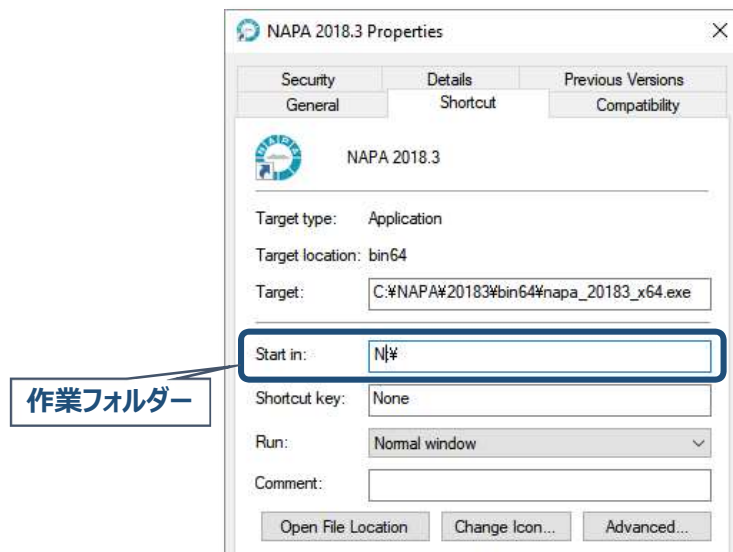 NAPA 2018.3 Properties
Security Details Previous Versions
General Shortcut Compatibility
NAPA 2018.3
Target type: Application
Target location: bin64
Target: C:¥NAPA¥20183¥bin64¥napa_20183_x64.exe
Start in: N:¥
作業フォルダー
Shortcut key: None
Run: Normal window
Comment:
Open File Location Change Icon... Advanced...